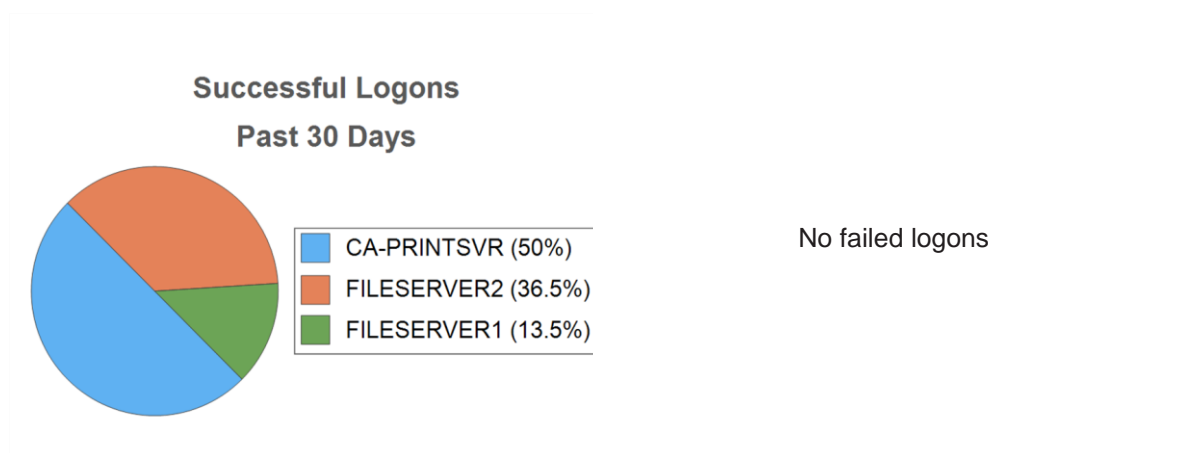 Successful Logons
Past 30 Days
CA-PRINTSVR (50%)
FILESERVER2 (36.5%)
FILESERVER1 (13.5%)
No failed logons